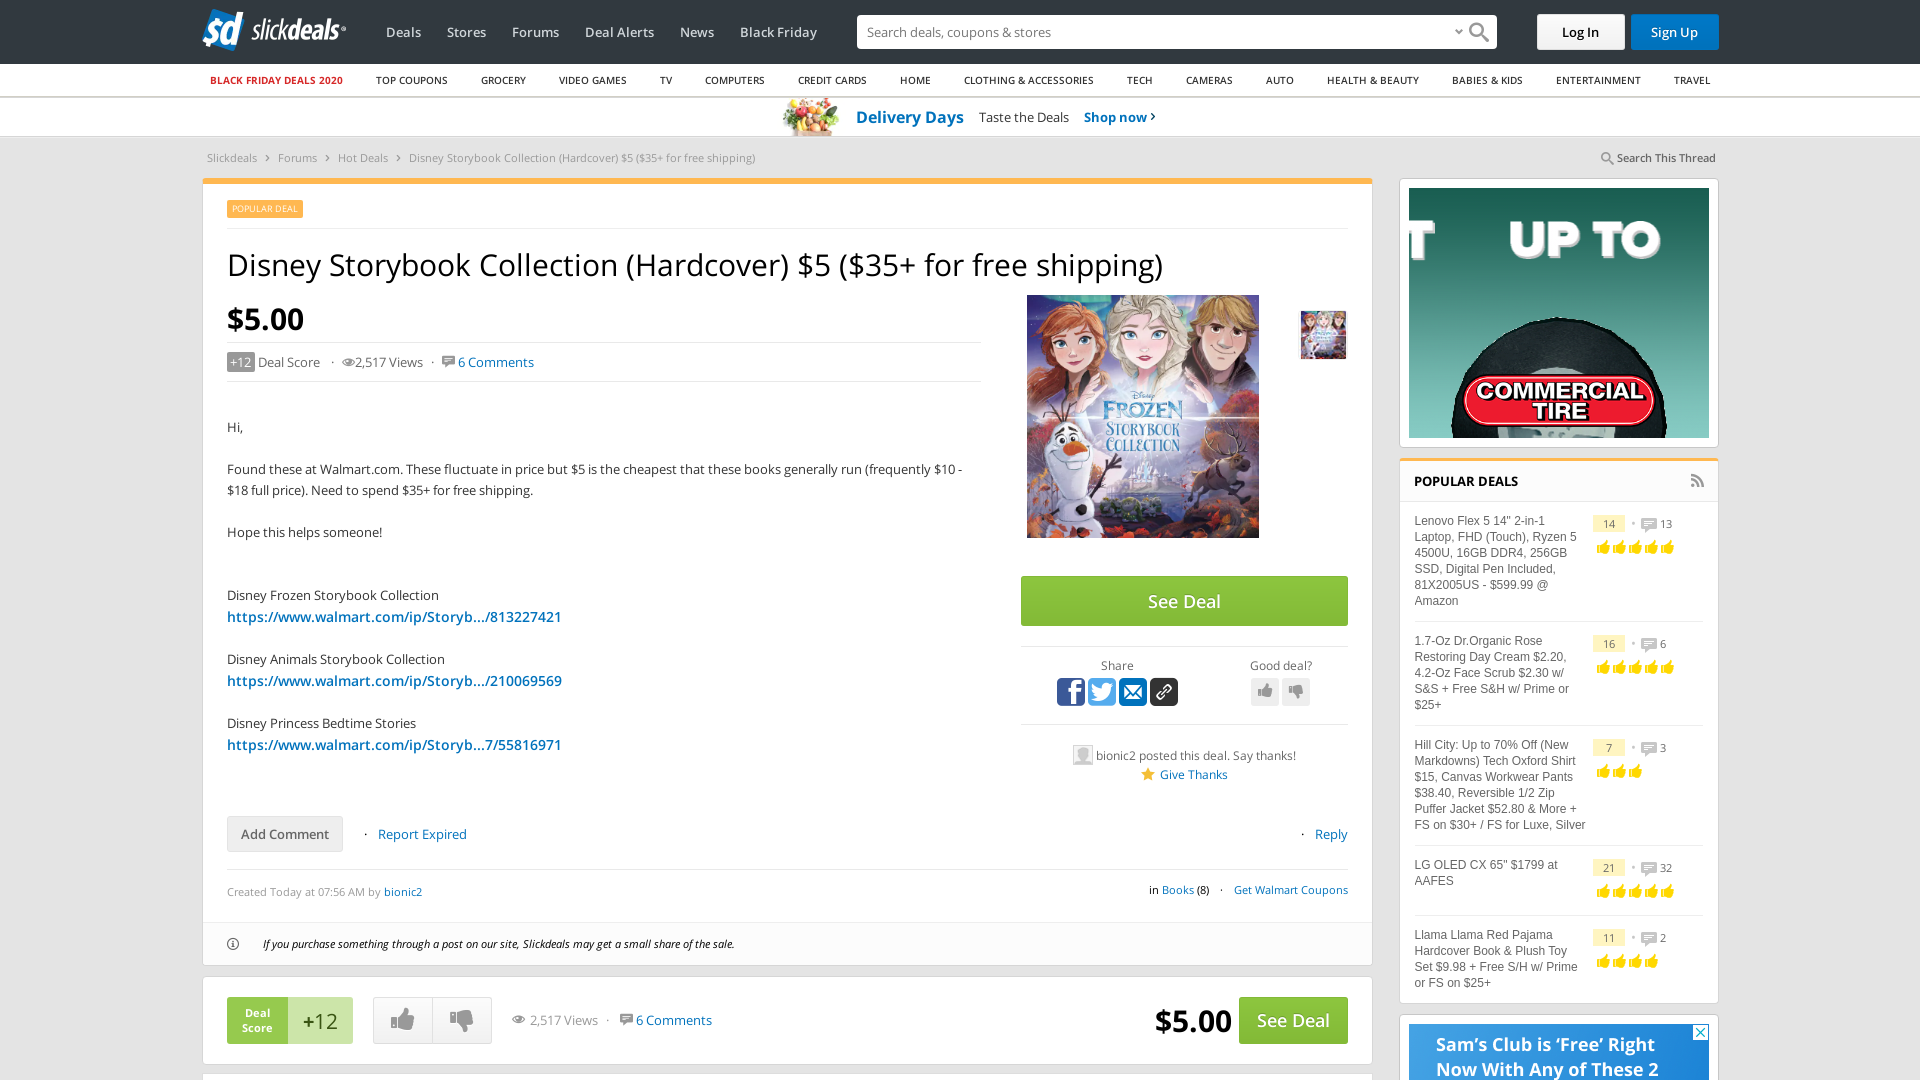 sd slickdeals
Deals Stores Forums Deal Alerts News Black Friday
Search deals, coupons & shopping
Log In Sign Up
BLACK FRIDAY DEALS 2020 TOP COUPONS GROCERY VIDEO GAMES TV COMPUTERS CREDIT CARDS HOME CLOTHING & ACCESSORIES TECH CAMERAS AUTO HEALTH & BEAUTY BABIES & KIDS ENTERTAINMENT TRAVEL
Delivery Days Taste the Deals Shop now
Slickdeals Forums Hot Deals Disney Storybook Collection (Hardcover) $5 ($35+ for free shipping)
Search This Thread
POPULAR DEAL
Disney Storybook Collection (Hardcover) $5 ($35+ for free shipping)
$5.00
+12 Deal Score · 2,517 Views · 6 Comments
Hi,
Found these at Walmart.com. These fluctuate in price but $5 is the cheapest that these books generally run (frequently $10 -
$18 full price). Need to spend $35+ for free shipping.
Hope this helps someone!
Disney Frozen Storybook Collection
https://www.walmart.com/ip/Storyb.../813227421
Disney Animals Storybook Collection
https://www.walmart.com/ip/Storyb.../210069569
Disney Princess Bedtime Stories
https://www.walmart.com/ip/Storyb...7/55816971
Disney
FROZEN
STORYBOOK
COLLECTION
See Deal
Share
Good deal?
bionic2 posted this deal. Say thanks!
Give Thanks
Add Comment · Report Expired
· Reply
Created Today at 07:56 AM by bionic2
in Books (8) · Get Walmart Coupons
If you purchase something through a post on our site, Slickdeals may get a small share of the sale.
Deal
Score
+12
2,517 Views · 6 Comments
$5.00
See Deal
T UP TO
COMMERCIAL
TIRE
POPULAR DEALS
Lenovo Flex 5 14" 2-in-1
Laptop, FHD (Touch), Ryzen 5
4500U, 16GB DDR4, 256GB
SSD, Digital Pen Included,
81X2005US - $599.99 @
Amazon
14 • 13
1.7-Oz Dr.Organic Rose
Restoring Day Cream $2.20,
4.2-Oz Face Scrub $2.30 w/
S&S + Free S&H w/ Prime or
$25+
16 • 6
Hill City: Up to 70% Off (New
Markdowns) Tech Oxford Shirt
$15, Canvas Workwear Pants
$38.40, Reversible 1/2 Zip
Puffer Jacket $52.80 & More +
FS on $30+ / FS for Luxe, Silver
7 • 3
LG OLED CX 65" $1799 at
AAFES
21 • 32
Llama Llama Red Pajama
Hardcover Book & Plush Toy
Set $9.98 + Free S/H w/ Prime
or FS on $25+
11 • 2
Sam's Club is 'Free' Right
Now With Any of These 2